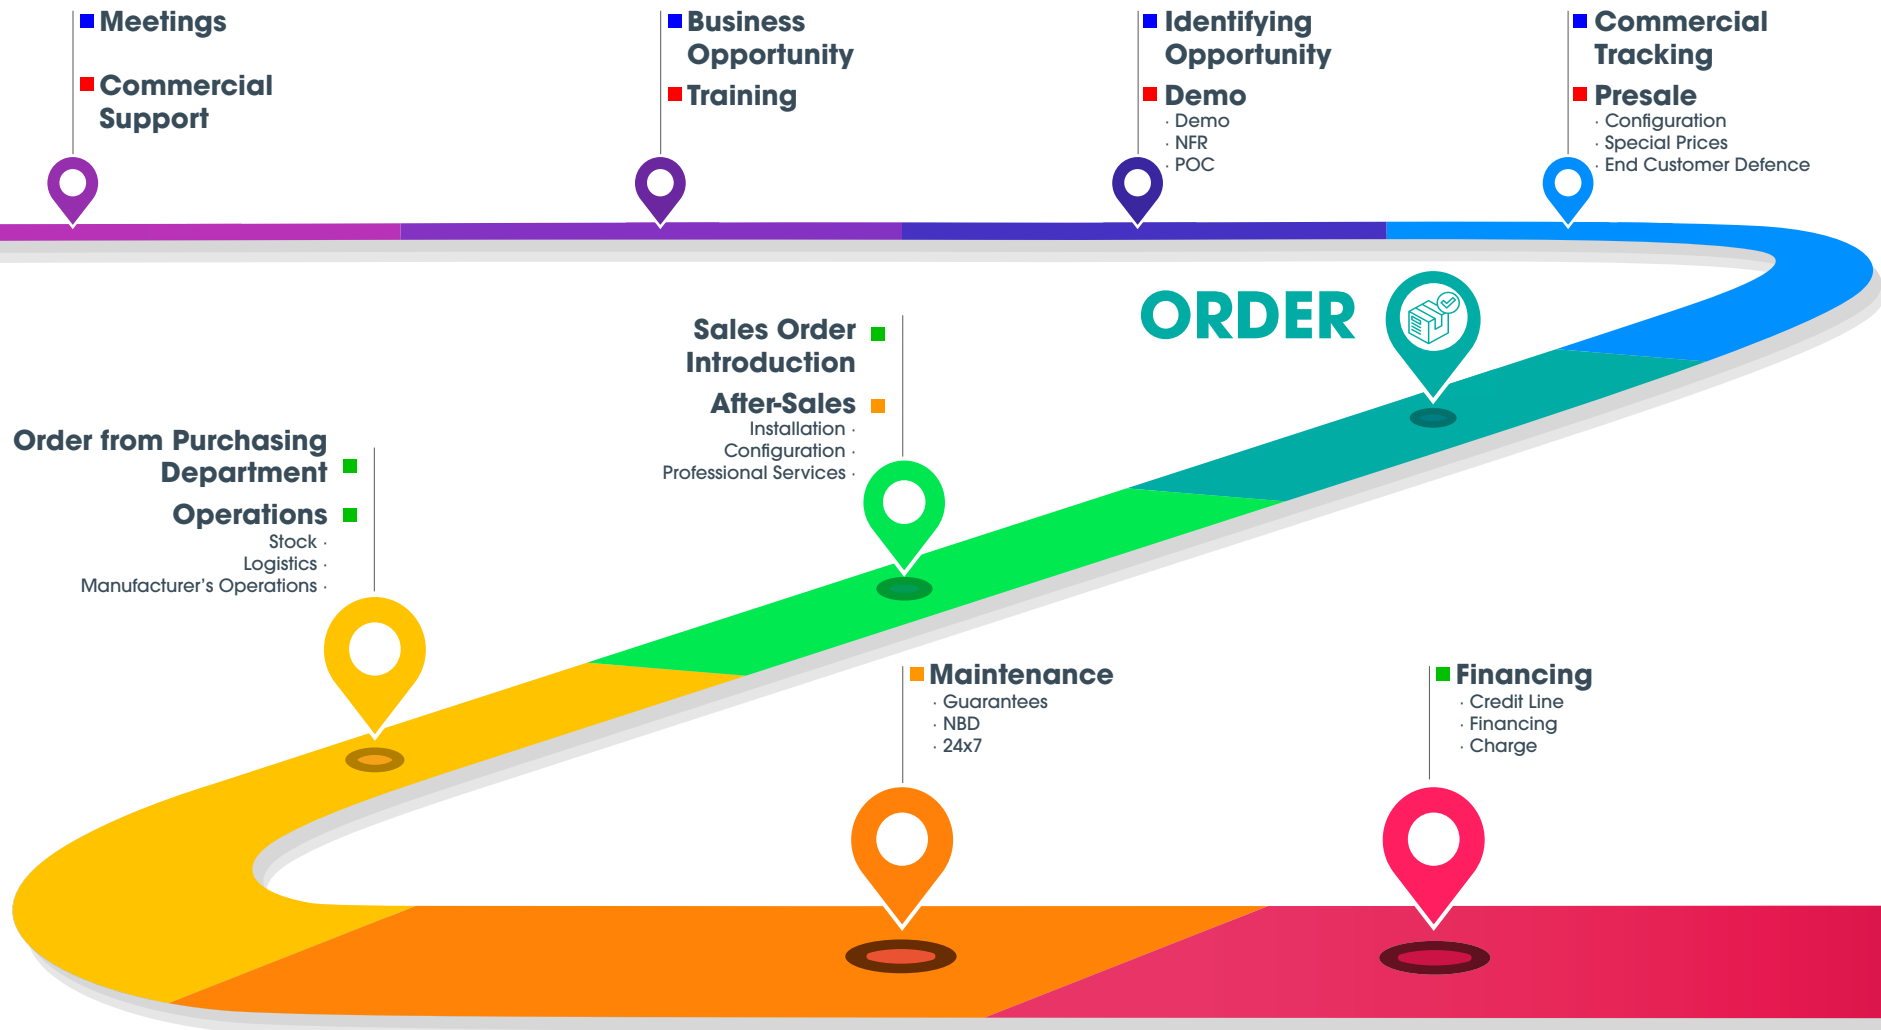 Meetings
Commercial
Support
Business
Opportunity
Training
Identifying
Opportunity
Demo
· Demo
· NFR
· POC
Commercial
Tracking
Presale
· Configuration
· Special Prices
· End Customer Defence
ORDER
Sales Order
Introduction
After-Sales
Installation ·
Configuration ·
Professional Services ·
Order from Purchasing
Department
Operations
Stock ·
Logistics ·
Manufacturer’s Operations ·
Maintenance
· Guarantees
· NBD
· 24x7
Financing
· Credit Line
· Financing
· Charge